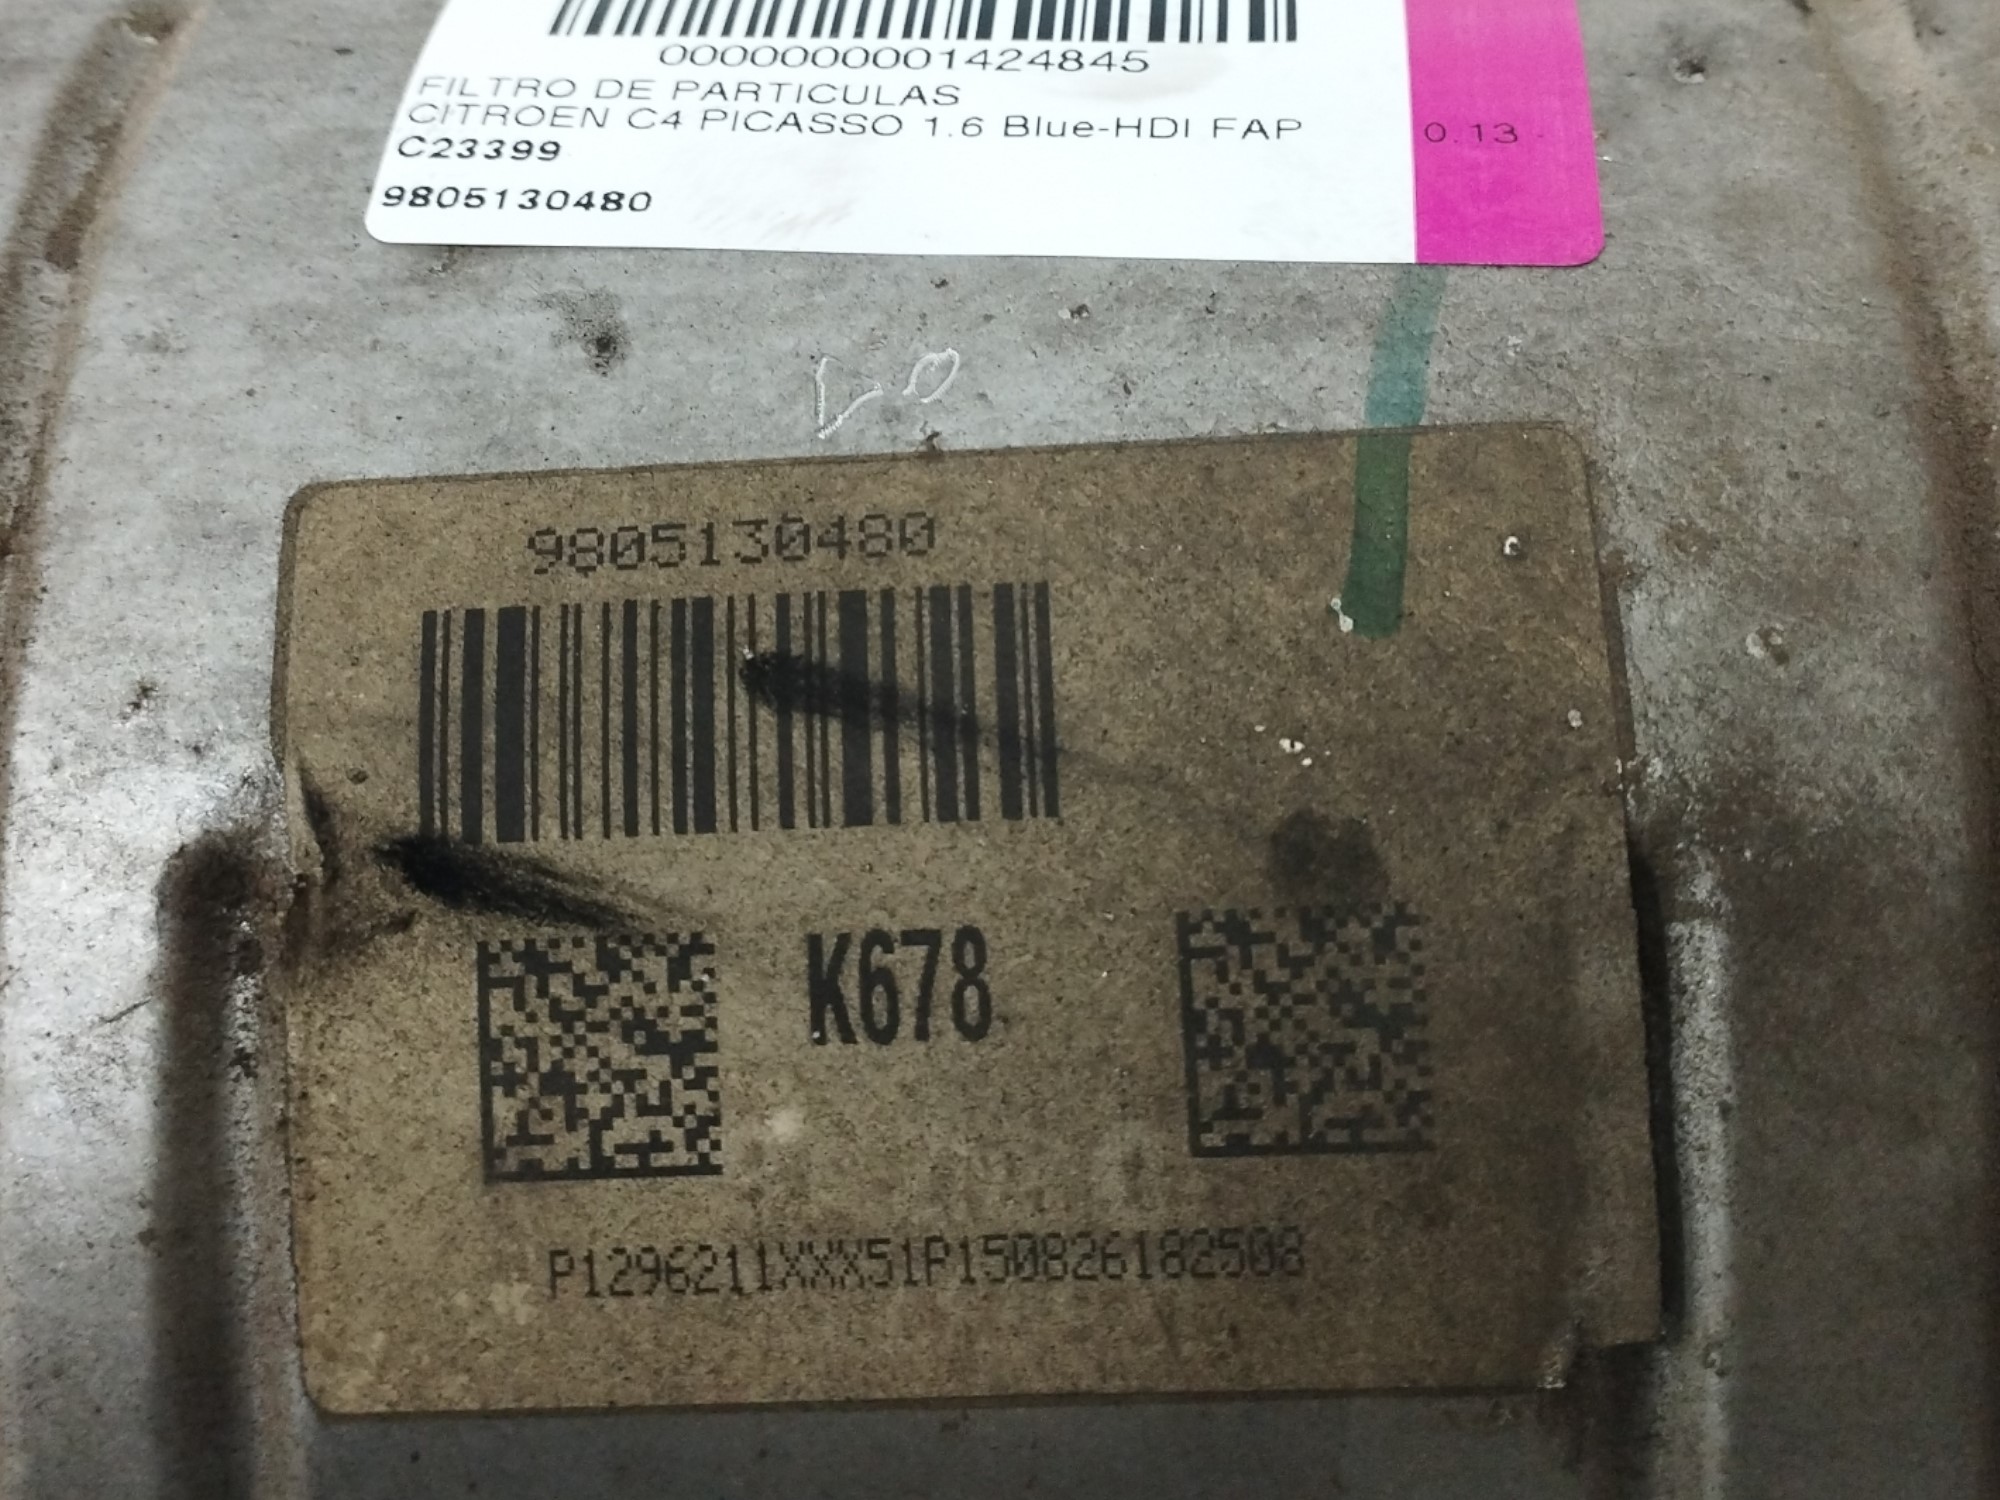 0000000001424845
FILTRO DE PARTICULAS
CITROEN C4 PICASSO 1.6 Blue-HDI FAP
0.13
C23399
9805130480
9805130480
K678
P1296211XXX51P150826182508